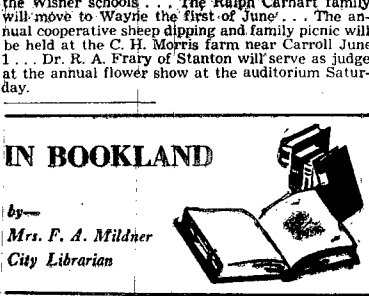 the Wisner schools . . . The Ralph Carhart family
will move to Wayne the first of June . . . The an-
nual cooperative sheep dipping and family picnic will
be held at the C. H. Morris farm near Carroll June
1 . . . Dr. R. A. Frary of Stanton will serve as judge
at the annual flower show at the auditorium Satur-
day.
IN BOOKLAND
by—
Mrs. F. A. Mildner
City Librarian